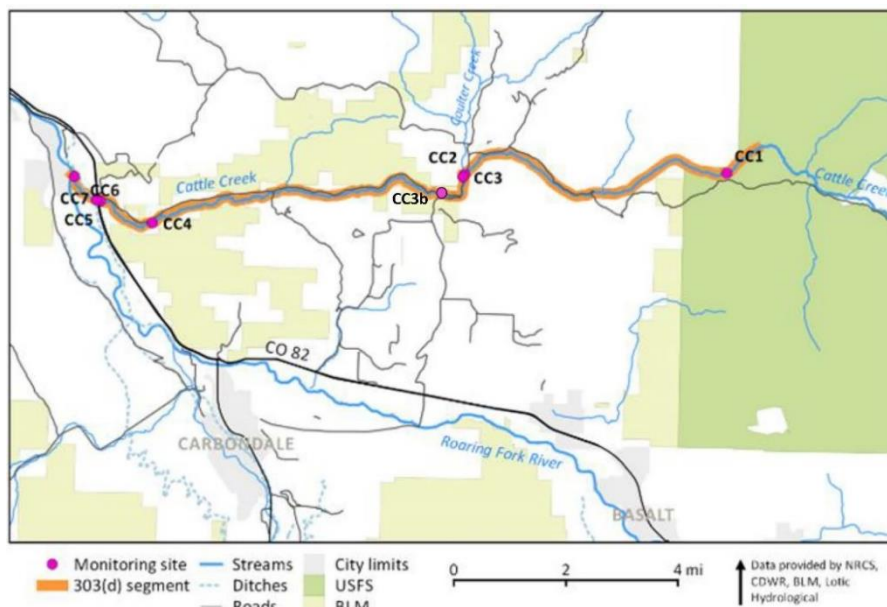 Coulter Creek
CC2
CC1
CC3
Cattle Creek
Cattle Creek
CC6
CC3b
CC7
CC5
CC4
CO 82
CARBONDALE
Roaring Fork River
BASALT
Monitoring site
Streams
City limits
303(d) segment
Ditches
USFS
Roads
BLM
0
2
4 mi
Data provided by NRCS,
CDWR, BLM, Lotic
Hydrological